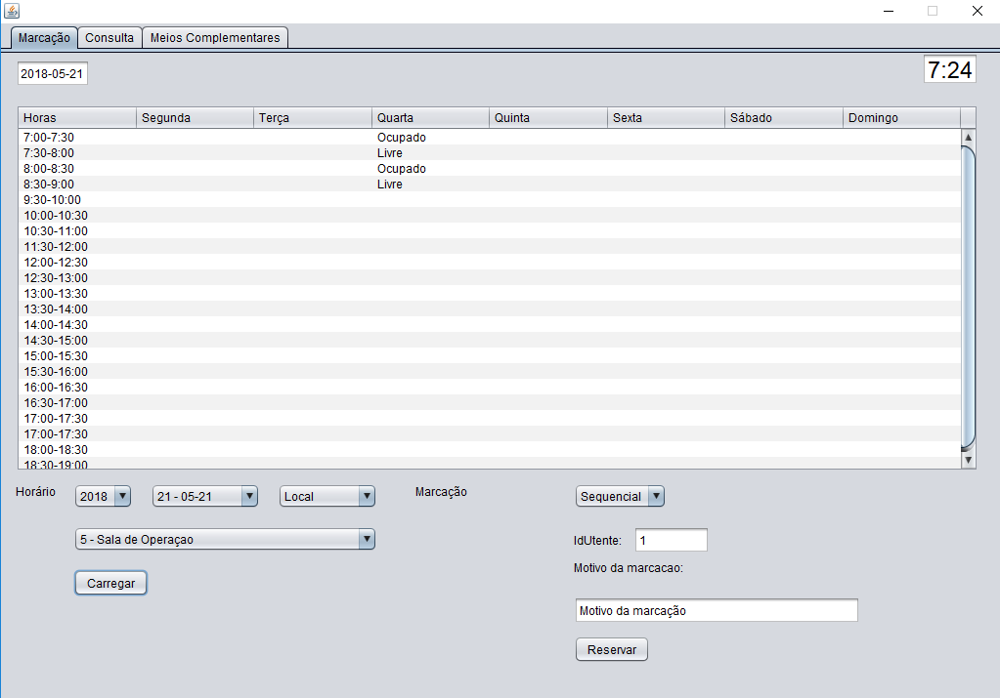 Marcação Consulta Meios Complementares
2018-05-21 7:24
Horas Segunda Terça Quarta Quinta Sexta Sábado Domingo
7:00-7:30 Ocupado
7:30-8:00 Livre
8:00-8:30 Ocupado
8:30-9:00 Livre
9:30-10:00
10:00-10:30
10:30-11:00
11:30-12:00
12:00-12:30
12:30-13:00
13:00-13:30
13:30-14:00
14:00-14:30
14:30-15:00
15:00-15:30
15:30-16:00
16:00-16:30
16:30-17:00
17:00-17:30
17:00-17:30
18:00-18:30
18:30-19:00
Horário 2018 21 - 05-21 Local Marcação Sequencial
5 - Sala de Operaçao IdUtente: 1
Motivo da marcacao:
Carregar
Motivo da marcação
Reservar